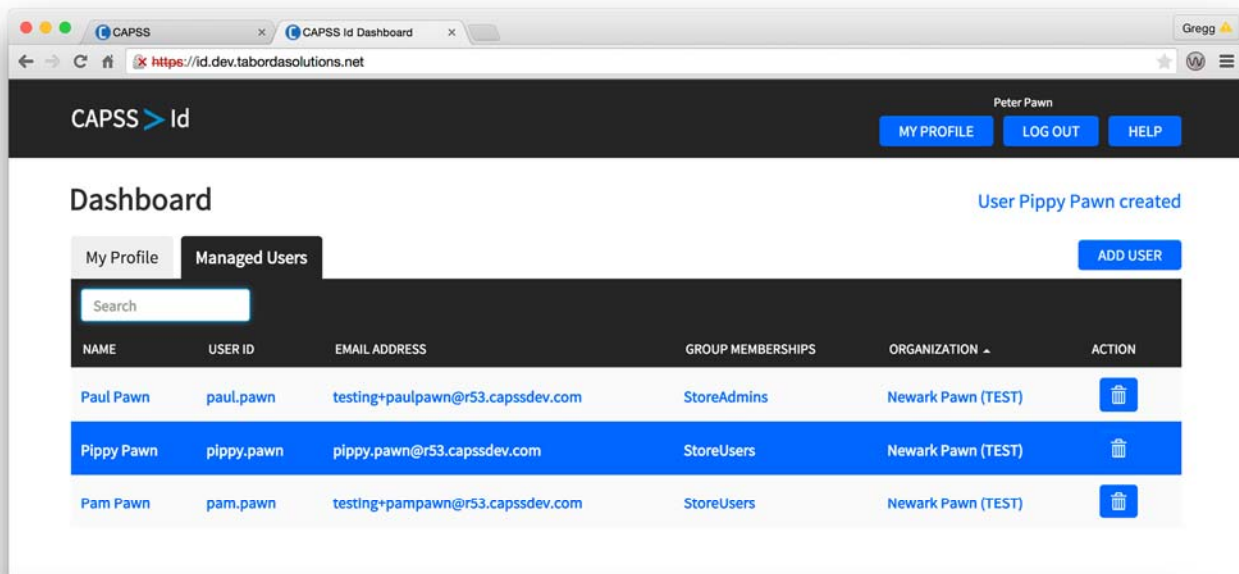 CAPSS
CAPSS Id Dashboard
Gregg
https://id.dev.tabordasolutions.net
CAPSS > Id
Peter Pawn
MY PROFILE LOG OUT HELP
Dashboard
User Pippy Pawn created
My Profile Managed Users ADD USER
Search
NAME USER ID EMAIL ADDRESS GROUP MEMBERSHIPS ORGANIZATION ACTION
Paul Pawn paul.pawn testing+paulpawn@r53.capssdev.com StoreAdmins Newark Pawn (TEST)
Pippy Pawn pippy.pawn pippy.pawn@r53.capssdev.com StoreUsers Newark Pawn (TEST)
Pam Pawn pam.pawn testing+pampawn@r53.capssdev.com StoreUsers Newark Pawn (TEST)